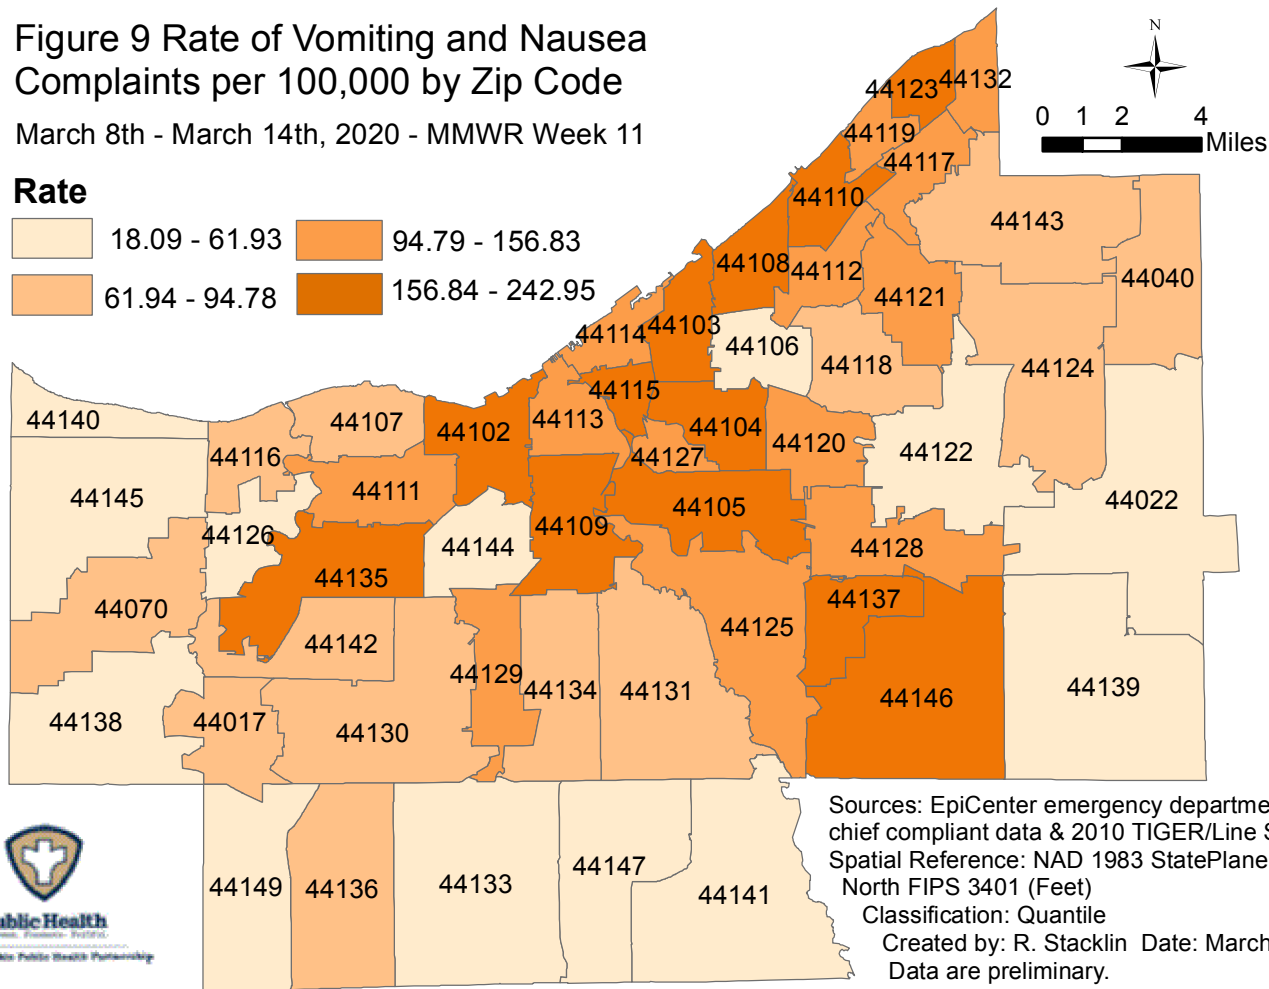 Figure 9 Rate of Vomiting and Nausea
Complaints per 100,000 by Zip Code
March 8th - March 14th, 2020 - MMWR Week 11
N
0 1 2 4
Miles
Rate
18.09 - 61.93
94.79 - 156.83
61.94 - 94.78
156.84 - 242.95
44123
44132
44119
44117
44110
44143
44108
44112
44040
44121
44114
44103
44106
44118
44124
44115
44140
44107
44102
44113
44104
44120
44116
44127
44122
44111
44145
44022
44105
44109
44126
44144
44128
44135
44137
44070
44125
44142
44129
44134
44131
44139
44146
44138
44017
44130
44149
44136
44133
44147
44141
Sources: EpiCenter emergency departme
chief compliant data & 2010 TIGER/Line S
Spatial Reference: NAD 1983 StatePlane
North FIPS 3401 (Feet)
Classification: Quantile
Created by: R. Stacklin Date: March
Data are preliminary.
ublic Health
Public Health Partnership